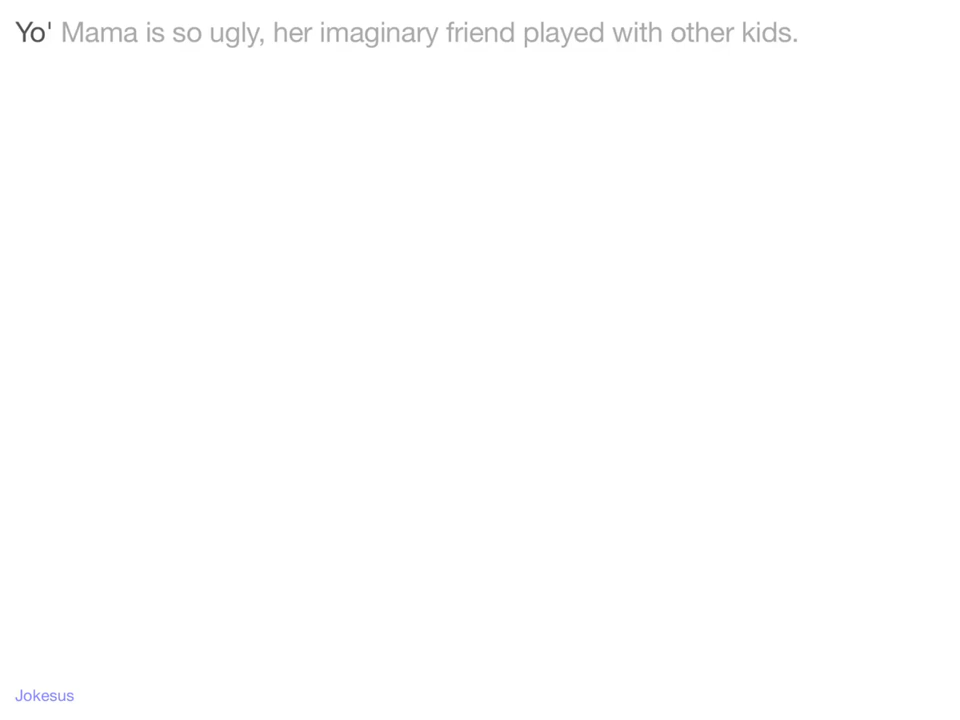 Yo' Mama is so ugly, her imaginary friend played with other kids.
Jokesus